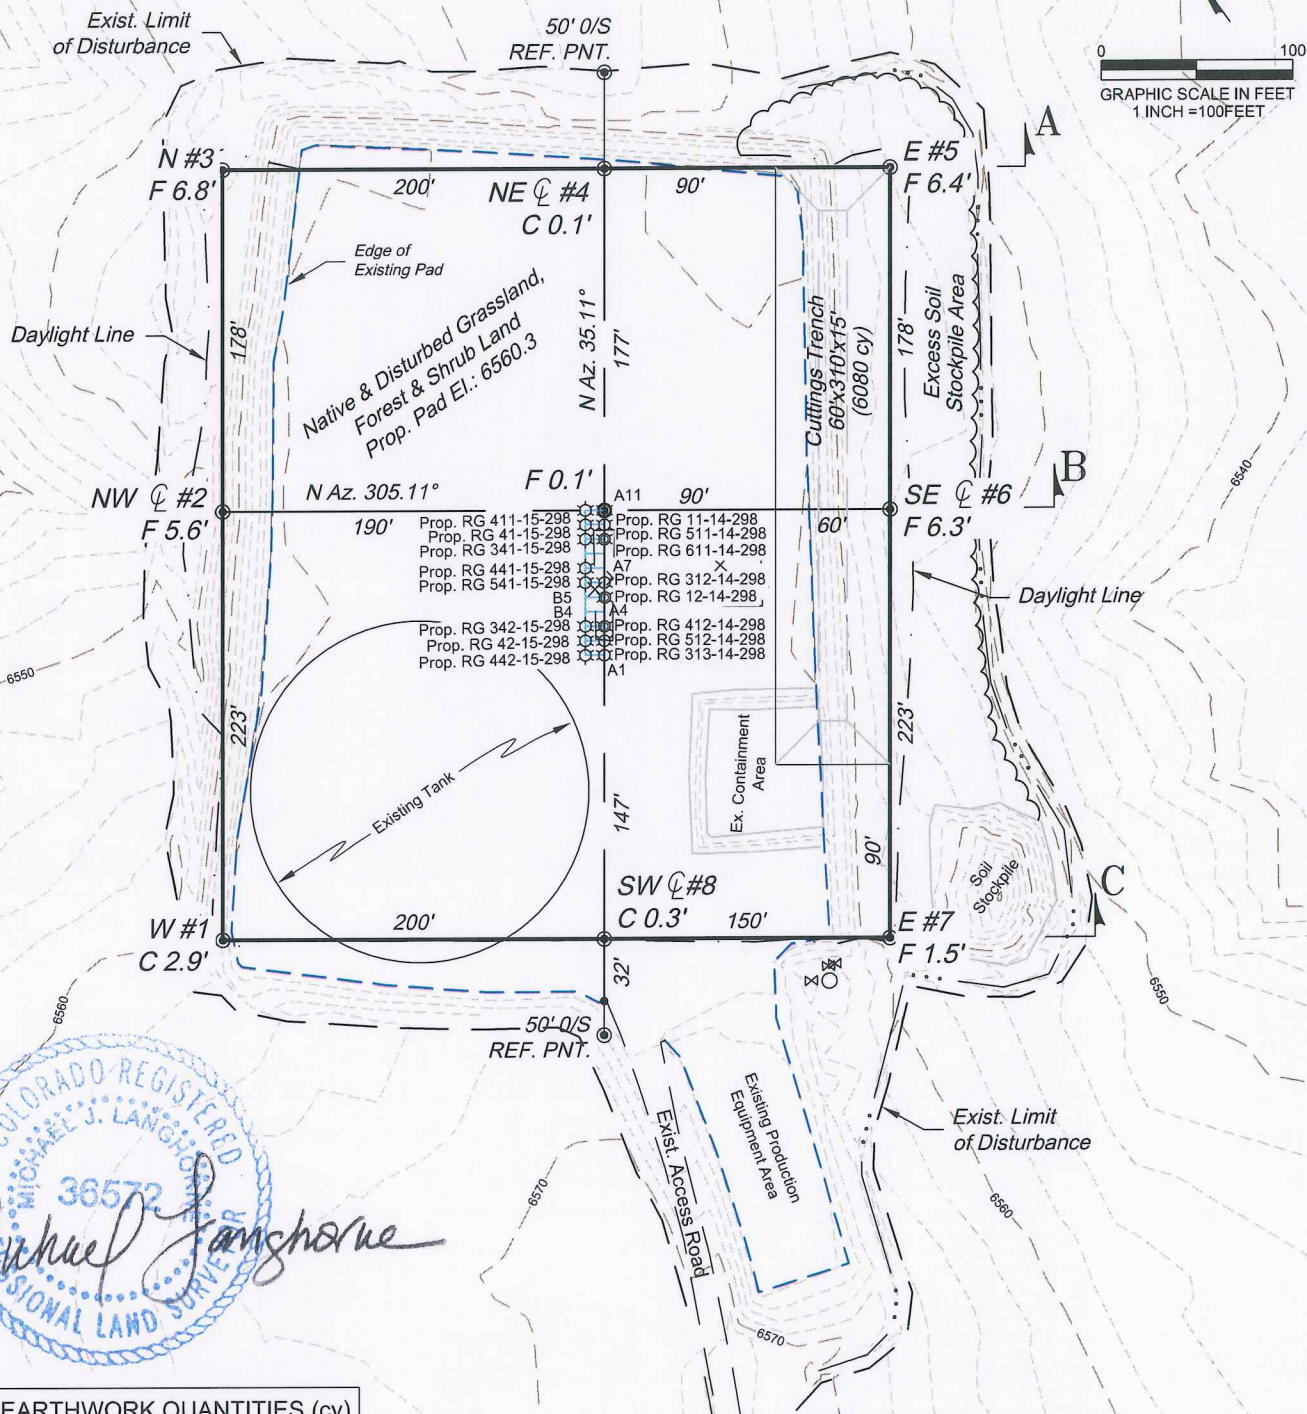 Exist. Limit
of Disturbance
50' O/S
REF. PNT.
0 100
GRAPHIC SCALE IN FEET
1 INCH =100FEET
A
N #3
F 6.8'
200'
NE ℄ #4
C 0.1'
90'
E #5
F 6.4'
Edge of
Existing Pad
Daylight Line
178'
Native & Disturbed Grassland,
Forest & Shrub Land
Prop. Pad El.: 6560.3
N Az. 35.11°
177'
Cuttings Trench
60'x310'x15'
(6080 cy)
178'
Excess Soil
Stockpile Area
6540
B
NW ℄ #2
F 5.6'
N Az. 305.11°
190'
F 0.1'
A11
90'
60'
SE ℄ #6
F 6.3'
Prop. RG 411-15-298
Prop. RG 41-15-298
Prop. RG 341-15-298
Prop. RG 441-15-298
Prop. RG 541-15-298
B5
B4
Prop. RG 342-15-298
Prop. RG 42-15-298
Prop. RG 442-15-298
Prop. RG 11-14-298
Prop. RG 511-14-298
Prop. RG 611-14-298
A7
Prop. RG 312-14-298
Prop. RG 12-14-298
A4
Prop. RG 412-14-298
Prop. RG 512-14-298
Prop. RG 313-14-298
A1
Daylight Line
6550
223'
Existing Tank
147'
Ex. Containment
Area
223'
90'
Soil
Stockpile
C
W #1
C 2.9'
200'
SW ℄ #8
C 0.3'
150'
E #7
F 1.5'
32'
50' O/S
REF. PNT.
6560
6550
Existing Production
Equipment Area
Exist. Access Road
Exist. Limit
of Disturbance
6570
6560
6570
COLORADO REGISTERED
MICHAEL J. LANGHORNE
36572
SIONAL LAND SURVEYOR
Langhorne
EARTHWORK QUANTITIES (cy)